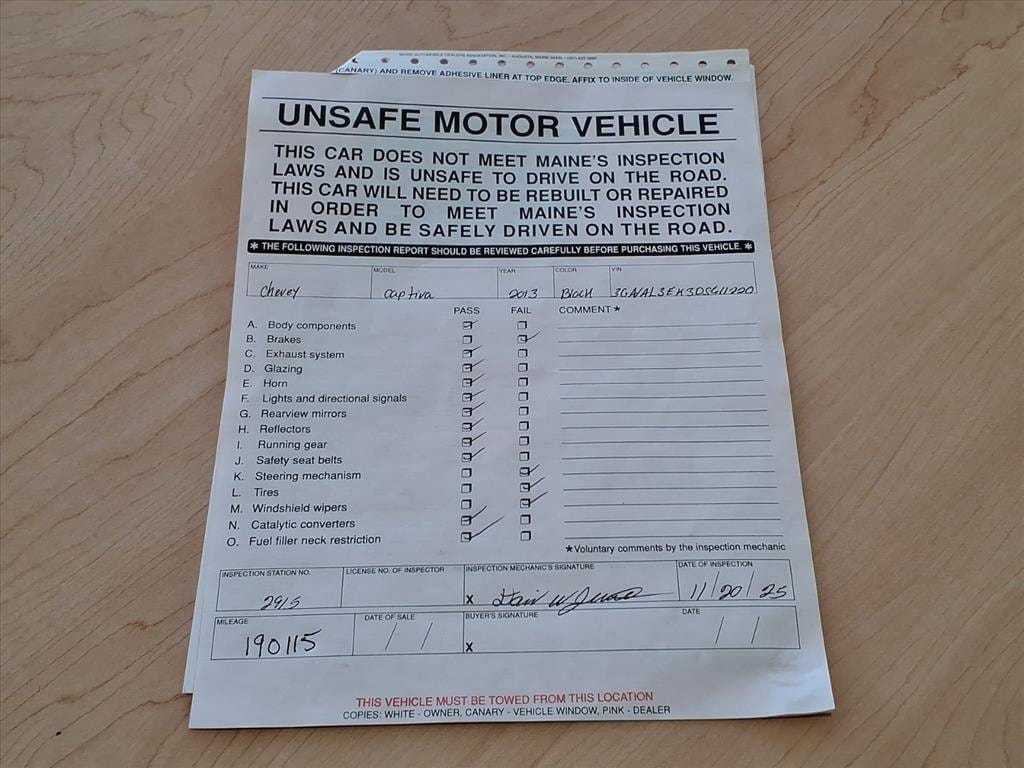 MAINE AUTOMOBILE DEALERS ASSOCIATION, INC. • AUGUSTA, MAINE
(CANARY) AND REMOVE ADHESIVE LINER AT TOP EDGE. AFFIX TO INSIDE OF VEHICLE WINDOW.
UNSAFE MOTOR VEHICLE
THIS CAR DOES NOT MEET MAINE'S INSPECTION
LAWS AND IS UNSAFE TO DRIVE ON THE ROAD.
THIS CAR WILL NEED TO BE REBUILT OR REPAIRED
IN ORDER TO MEET MAINE'S INSPECTION
LAWS AND BE SAFELY DRIVEN ON THE ROAD.
* THE FOLLOWING INSPECTION REPORT SHOULD BE REVIEWED CAREFULLY BEFORE PURCHASING THIS VEHICLE. *
MAKE MODEL YEAR COLOR VIN
Chevey Captiva 2013 Black
PASS FAIL COMMENT *
A. Body components
B. Brakes
C. Exhaust system
D. Glazing
E. Horn
F. Lights and directional signals
G. Rearview mirrors
H. Reflectors
I. Running gear
J. Safety seat belts
K. Steering mechanism
L. Tires
M. Windshield wipers
N. Catalytic converters
O. Fuel filler neck restriction
*Voluntary comments by the inspection mechanic
INSPECTION STATION NO. LICENSE NO. OF INSPECTOR INSPECTION MECHANIC'S SIGNATURE DATE OF INSPECTION
2915 X 11/20/25
MILEAGE DATE OF SALE BUYER'S SIGNATURE DATE
190115 / / X / /
THIS VEHICLE MUST BE TOWED FROM THIS LOCATION
COPIES: WHITE - OWNER, CANARY - VEHICLE WINDOW, PINK - DEALER